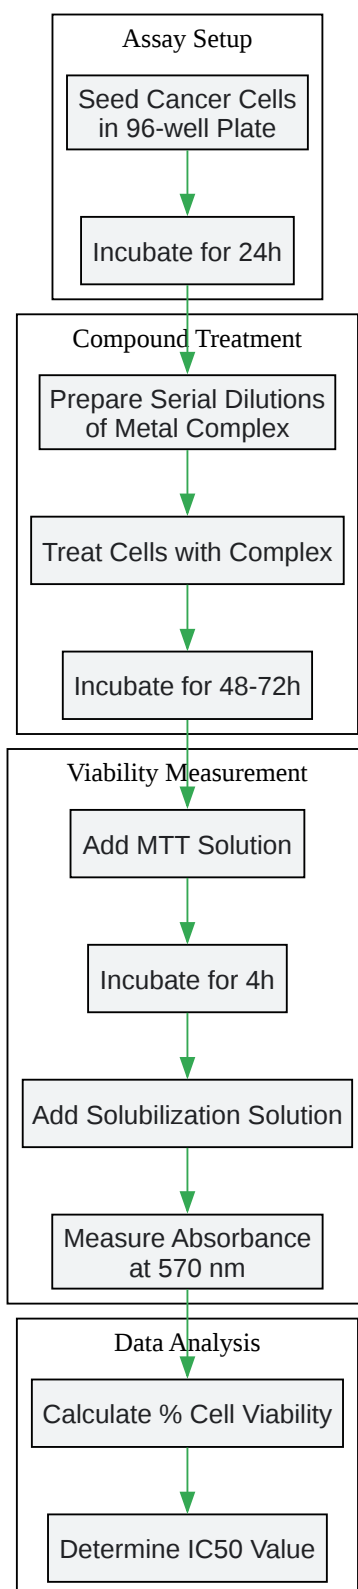 Assay Setup
Seed Cancer Cells
in 96-well Plate
Incubate for 24h
Compound Treatment
Prepare Serial Dilutions
of Metal Complex
Treat Cells with Complex
Incubate for 48-72h
Viability Measurement
Add MTT Solution
Incubate for 4h
Add Solubilization Solution
Measure Absorbance
at 570 nm
Data Analysis
Calculate % Cell Viability
Determine IC50 Value